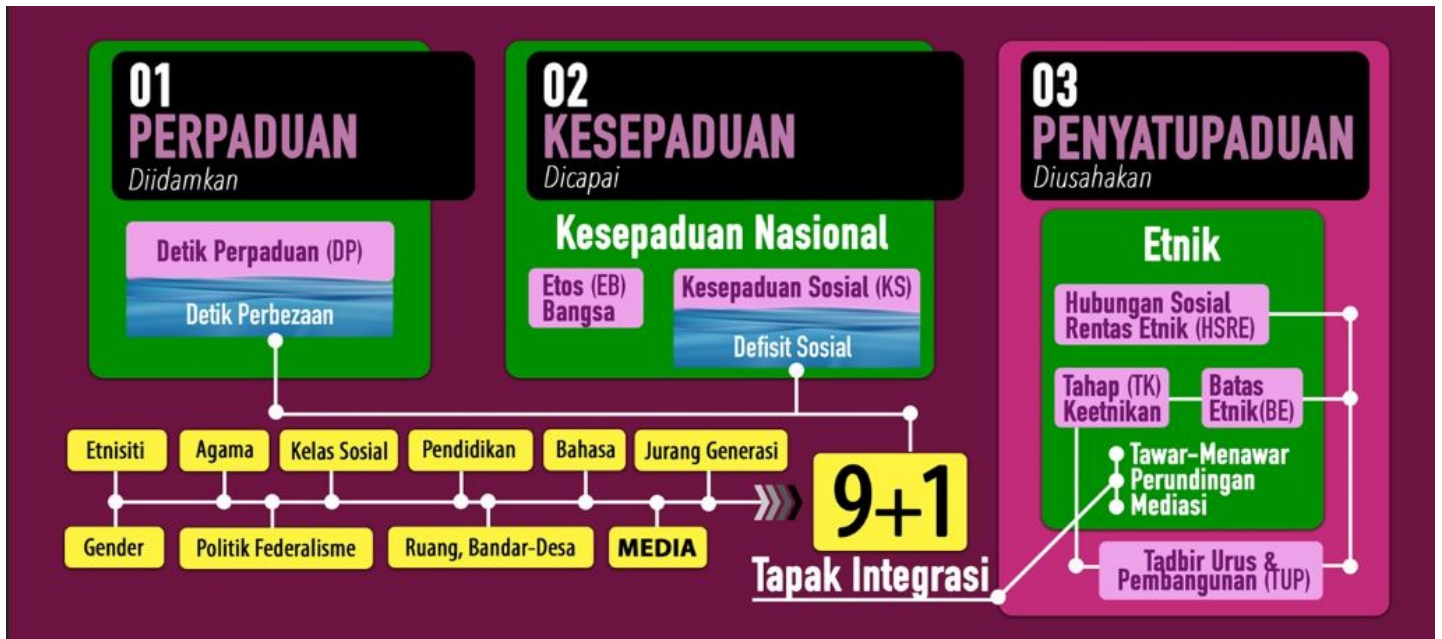 01
PERPADUAN
Diidamkan
Detik Perpaduan (DP)
Detik Perbezaan
02
KESEPADUAN
Dicapai
Kesepaduan Nasional
Etos (EB)
Bangsa
Kesepaduan Sosial (KS)
Defisit Sosial
03
PENYATUPADUAN
Diusahakan
Etnik
Hubungan Sosial
Rentas Etnik (HSRE)
Tahap (TK)
Keetnikan
Batas
Etnik(BE)
Tawar-Menawar
Perundingan
Mediasi
Tadbir Urus &
Pembangunan (TUP)
Etnisiti
Agama
Kelas Sosial
Pendidikan
Bahasa
Jurang Generasi
Gender
Politik Federalisme
Ruang, Bandar-Desa
MEDIA
9+1
Tapak Integrasi